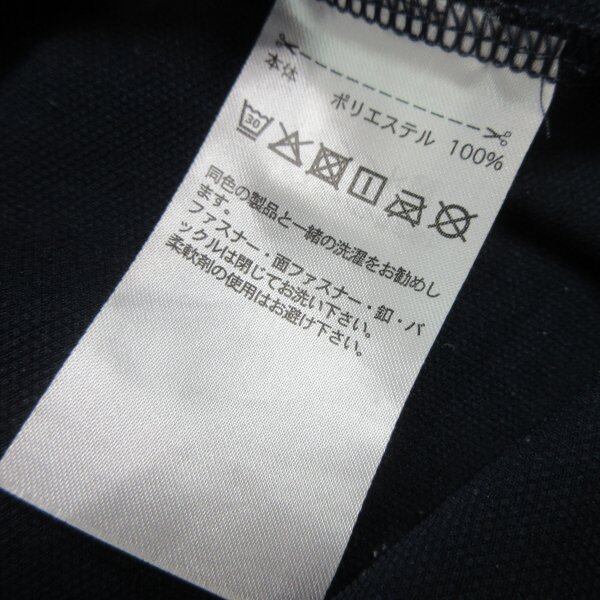 本体
ポリエステル 100%
30
同色の製品と一緒の洗濯をお勧めし
ます。
ファスナー・面ファスナー・釦・バ
ックルは閉じてお洗い下さい。
柔軟剤の使用はお避け下さい。